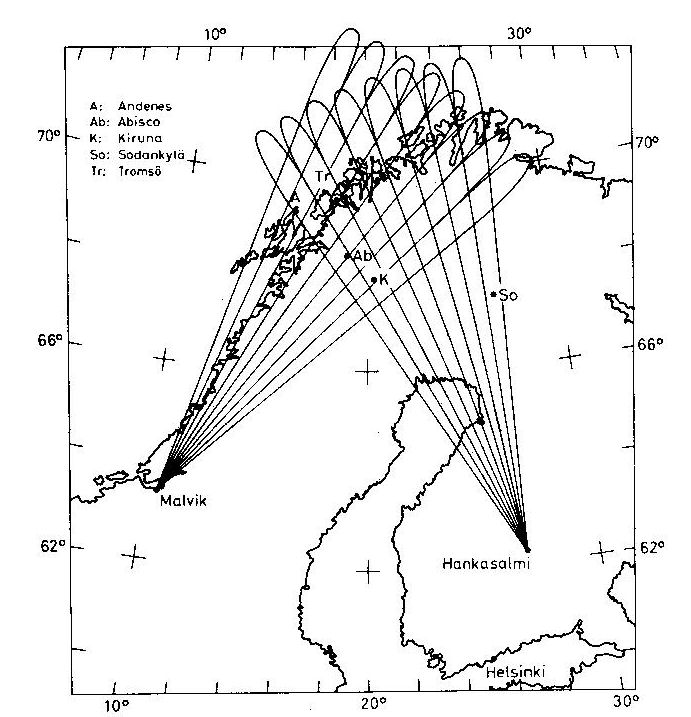 10° 30°
A: Andenes
Ab: Abisco
K: Kiruna
So: Sodankylä
Tr: Tromsö
70° 70°
Tr
A
Ab
K
So
66° 66°
Malvik
62° 62°
Hankasalmi
Helsinki
10° 20° 30°